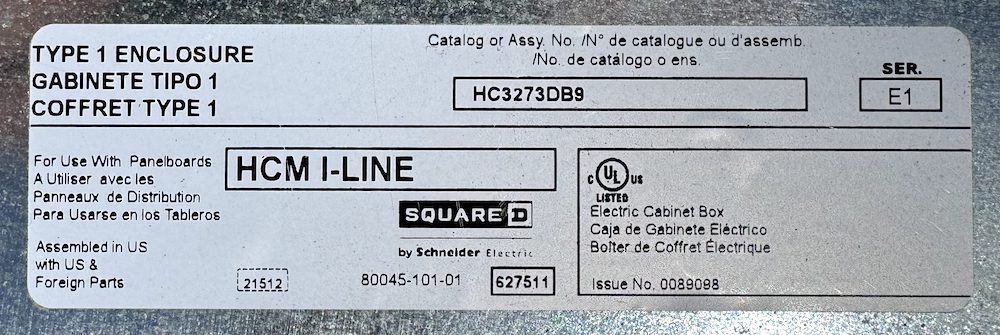 TYPE 1 ENCLOSURE
GABINETE TIPO 1
COFFRET TYPE 1
Catalog or Assy. No. /N° de catalogue ou d'assemb.
/No. de catálogo o ens.
HC3273DB9
SER.
E1
For Use With Panelboards
A Utiliser avec les
Panneaux de Distribution
Para Usarse en los Tableros
HCM I-LINE
SQUARE D
by Schneider Electric
Assembled in US
with US &
Foreign Parts
21512
80045-101-01
627511
C UL US
LISTED
Electric Cabinet Box
Caja de Gabinete Eléctrico
Boîter de Coffret Électrique
Issue No. 0089098